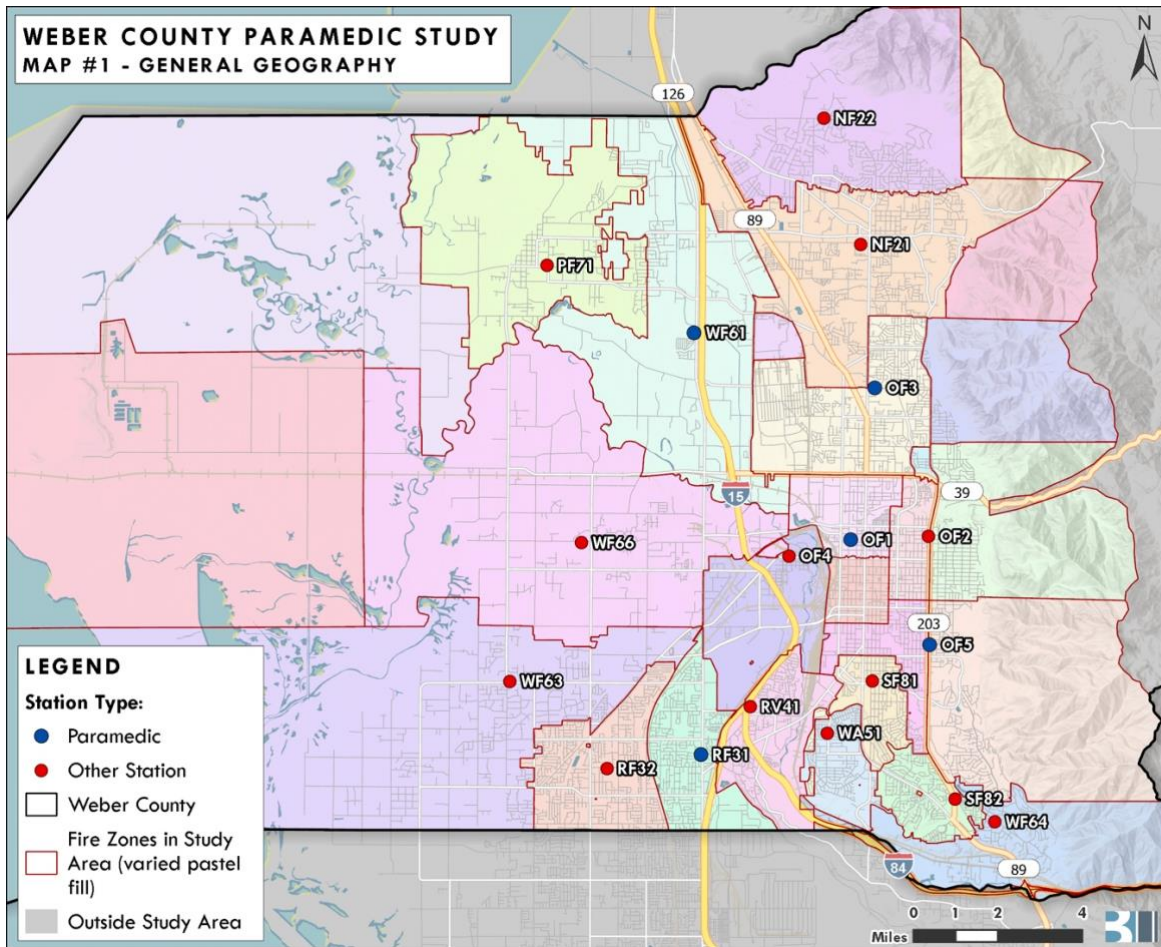 WEBER COUNTY PARAMEDIC STUDY
MAP #1 - GENERAL GEOGRAPHY
N
126
NF22
89
NF21
PF71
WF61
OF3
15
39
WF66
OF4
OF1
OF2
203
OF5
WF63
SF81
RV41
WA51
RF31
RF32
SF82
WF64
84
89
LEGEND
Station Type:
Paramedic
Other Station
Weber County
Fire Zones in Study
Area (varied pastel
fill)
Outside Study Area
0 1 2 4
Miles